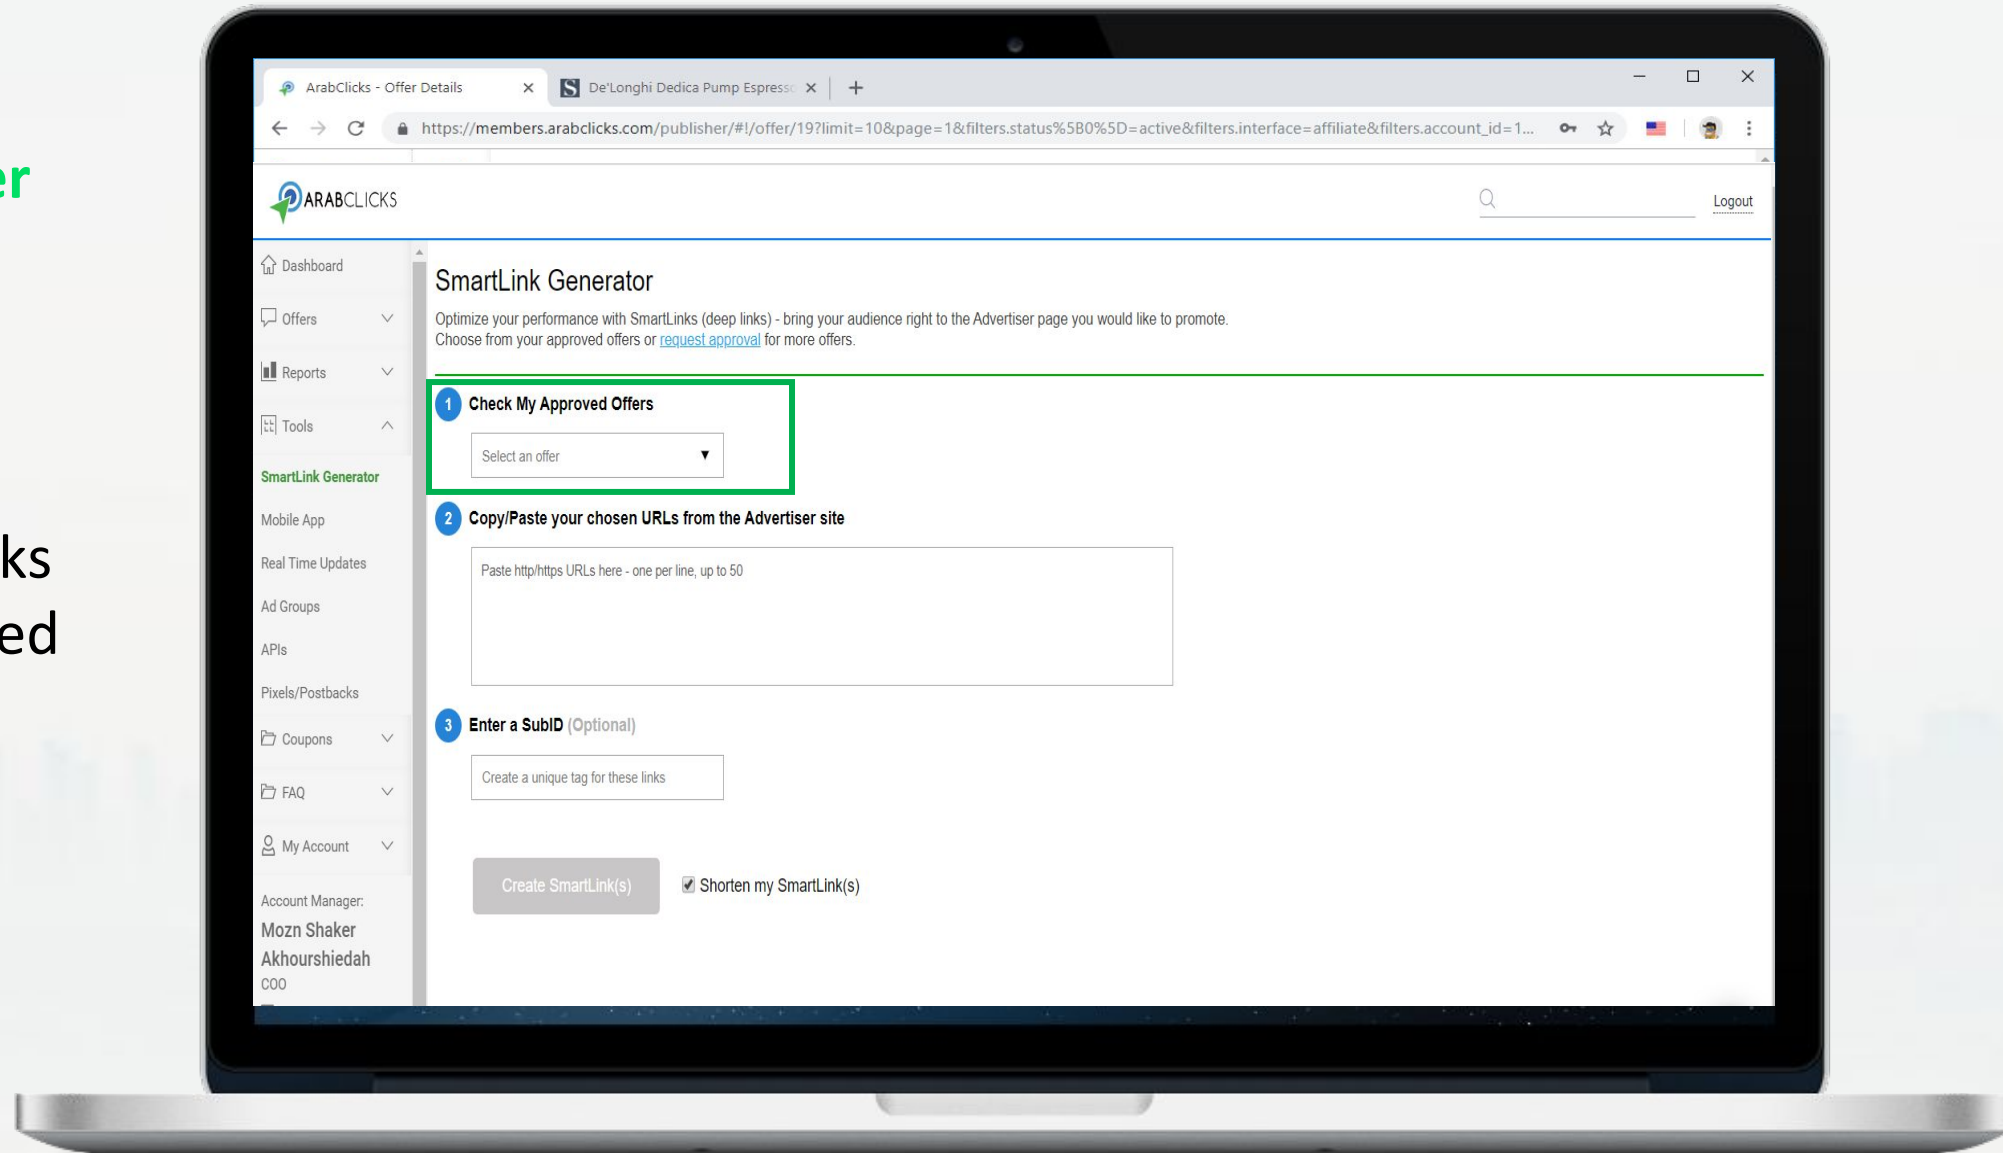 er
ks
ed
ArabClicks - Offer Details
De'Longhi Dedica Pump Espresso
https://members.arabclicks.com/publisher/#!/offer/19?limit=10&page=1&filters.status%5B0%5D=active&filters.interface=affiliate&filters.account_id=1...
ARABCLICKS
Logout
Dashboard
Offers
Reports
Tools
SmartLink Generator
Mobile App
Real Time Updates
Ad Groups
APIs
Pixels/Postbacks
Coupons
FAQ
My Account
Account Manager:
Mozn Shaker
Akhourshiedah
COO
SmartLink Generator
Optimize your performance with SmartLinks (deep links) - bring your audience right to the Advertiser page you would like to promote.
Choose from your approved offers or request approval for more offers.
1 Check My Approved Offers
Select an offer
2 Copy/Paste your chosen URLs from the Advertiser site
Paste http/https URLs here - one per line, up to 50
3 Enter a SubID (Optional)
Create a unique tag for these links
Create SmartLink(s)
Shorten my SmartLink(s)